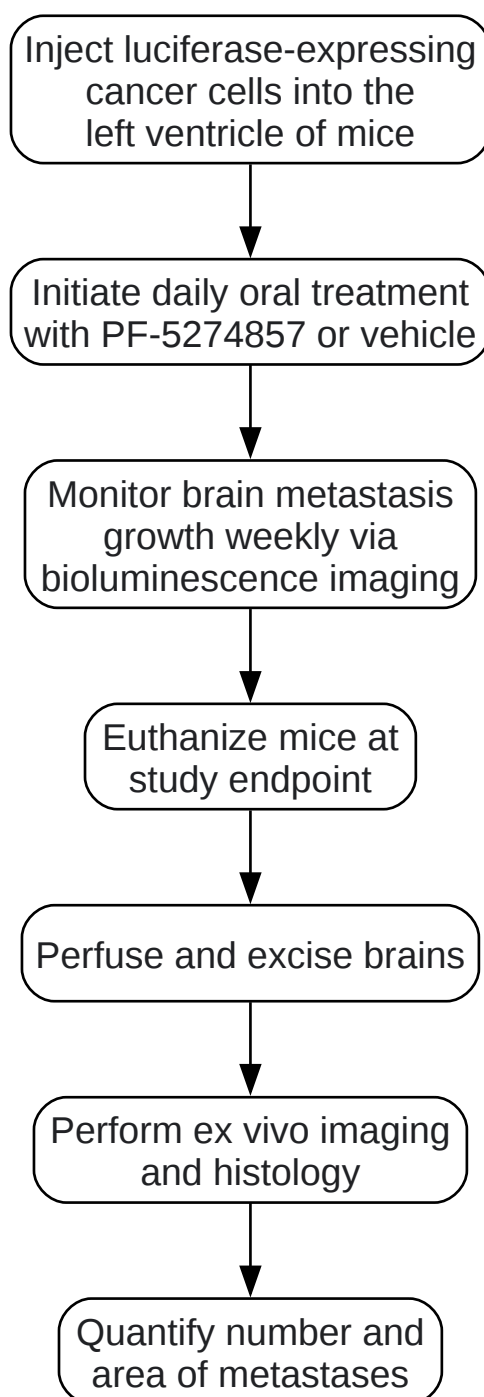 Inject luciferase-expressing
cancer cells into the
left ventricle of mice
Initiate daily oral treatment
with PF-5274857 or vehicle
Monitor brain metastasis
growth weekly via
bioluminescence imaging
Euthanize mice at
study endpoint
Perfuse and excise brains
Perform ex vivo imaging
and histology
Quantify number and
area of metastases